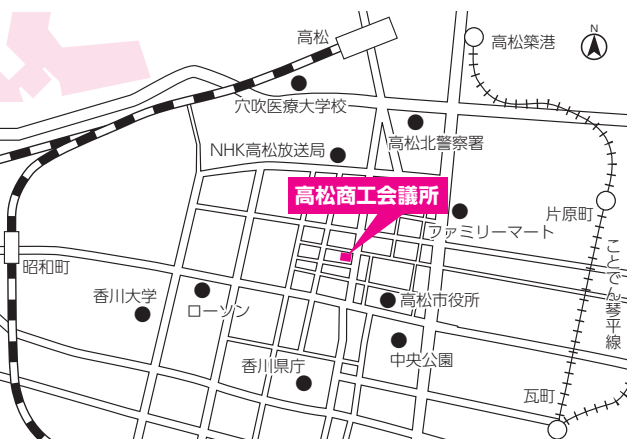 高松
高松築港
N
穴吹医療大学校
高松北警察署
NHK高松放送局
高松商工会議所
片原町
ファミリーマート
ことでん琴平線
昭和町
香川大学
ローソン
高松市役所
中央公園
香川県庁
瓦町